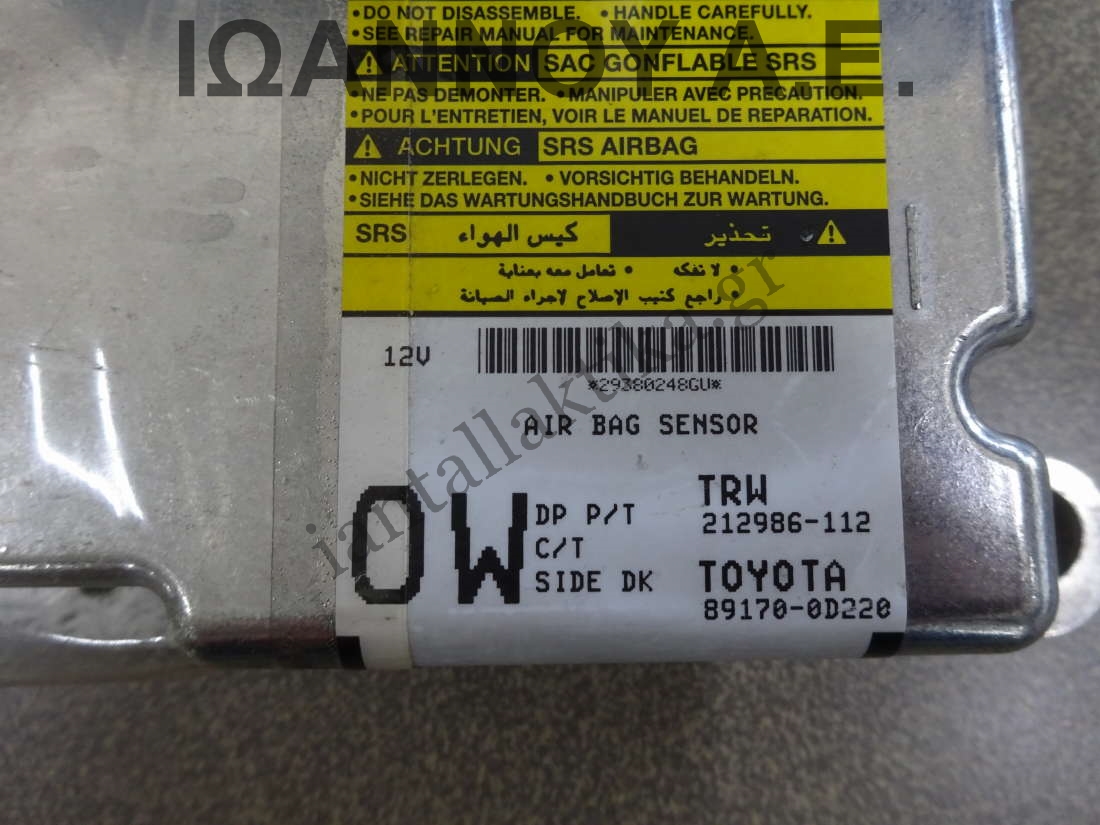 • DO NOT DISASSEMBLE. • HANDLE CAREFULLY.
• SEE REPAIR MANUAL FOR MAINTENANCE.
ΙΩΑΝΝΟΥ Α.Ε.
ATTENTION SAC GONFLABLE SRS
• NE PAS DEMONTER. • MANIPULER AVEC PRECAUTION.
• POUR L'ENTRETIEN, VOIR LE MANUEL DE REPARATION.
ACHTUNG SRS AIRBAG
• NICHT ZERLEGEN. • VORSICHTIG BEHANDELN.
• SIEHE DAS WARTUNGSHANDBUCH ZUR WARTUNG.
تحذير كيس الهواء SRS
• لا تفكه • تعامل معه بعناية
• راجع كتيب الإصلاح لاجراء الصيانة
12V
*29380248GU*
AIR BAG SENSOR
iantallaktika.gr
0W
DP P/T
C/T
SIDE DK
TRW
212986-112
TOYOTA
89170-0D220